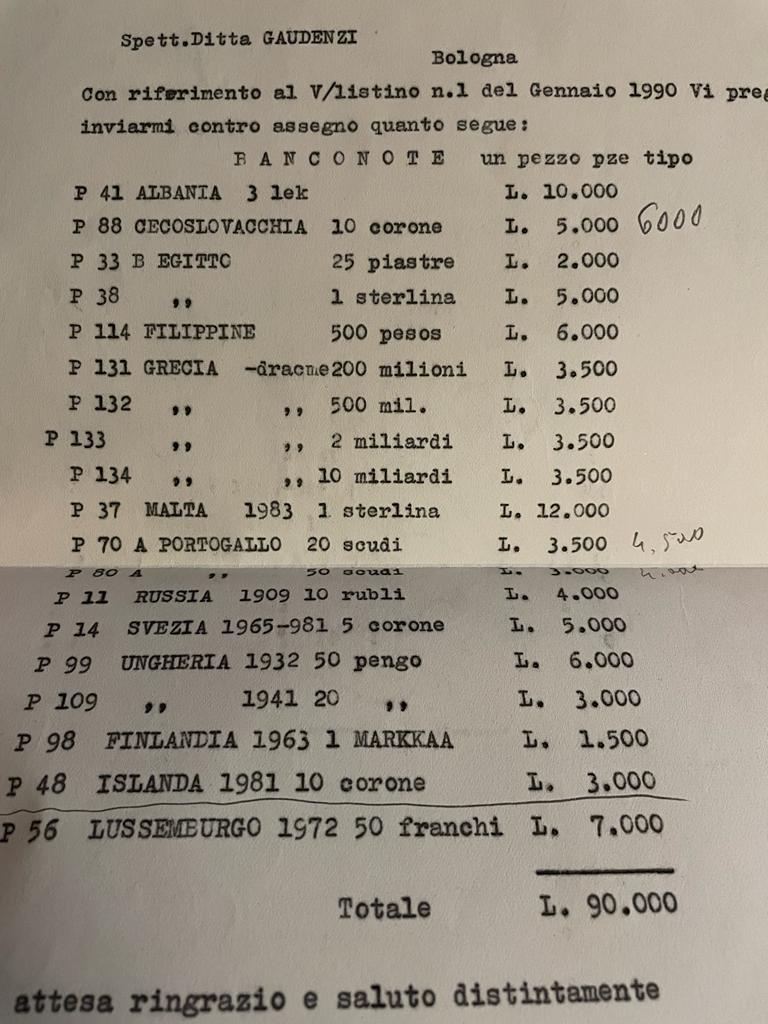 Spett.Ditta GAUDENZI
Bologna
Con riferimento al V/listino n.1 del Gennaio 1990 Vi preg
inviarmi contro assegno quanto segue:
B A N C O N O T E un pezzo pze tipo
P 41 ALBANIA 3 lek L. 10.000
P 88 CECOSLOVACCHIA 10 corone L. 5.000 6000
P 33 B EGITTO 25 piastre L. 2.000
P 38 ,, 1 sterlina L. 5.000
P 114 FILIPPINE 500 pesos L. 6.000
P 131 GRECIA -dracme200 milioni L. 3.500
P 132 ,, ,, 500 mil. L. 3.500
P 133 ,, ,, 2 miliardi L. 3.500
P 134 ,, ,, 10 miliardi L. 3.500
P 37 MALTA 1983 1 sterlina L. 12.000
P 70 A PORTOGALLO 20 scudi L. 3.500 4,500
P 80 A ,, 50 scudi L. 3.000
P 11 RUSSIA 1909 10 rubli L. 4.000
P 14 SVEZIA 1965-981 5 corone L. 5.000
P 99 UNGHERIA 1932 50 pengo L. 6.000
P 109 ,, 1941 20 ,, L. 3.000
P 98 FINLANDIA 1963 1 MARKKAA L. 1.500
P 48 ISLANDA 1981 10 corone L. 3.000
P 56 LUSSEMBURGO 1972 50 franchi L. 7.000
Totale L. 90.000
attesa ringrazio e saluto distintamente